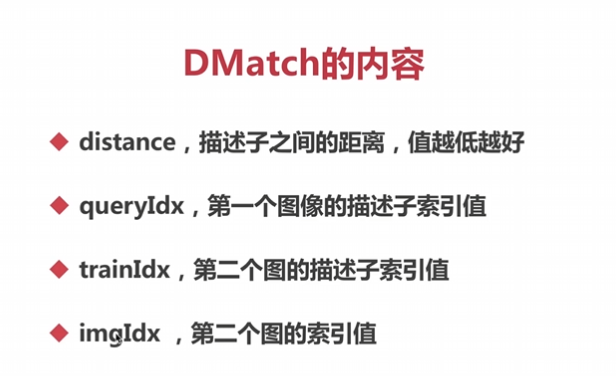 DMatch的内容
distance，描述子之间的距离，值越低越好
queryIdx，第一个图像的描述子索引值
trainIdx，第二个图的描述子索引值
imgIdx ，第二个图的索引值